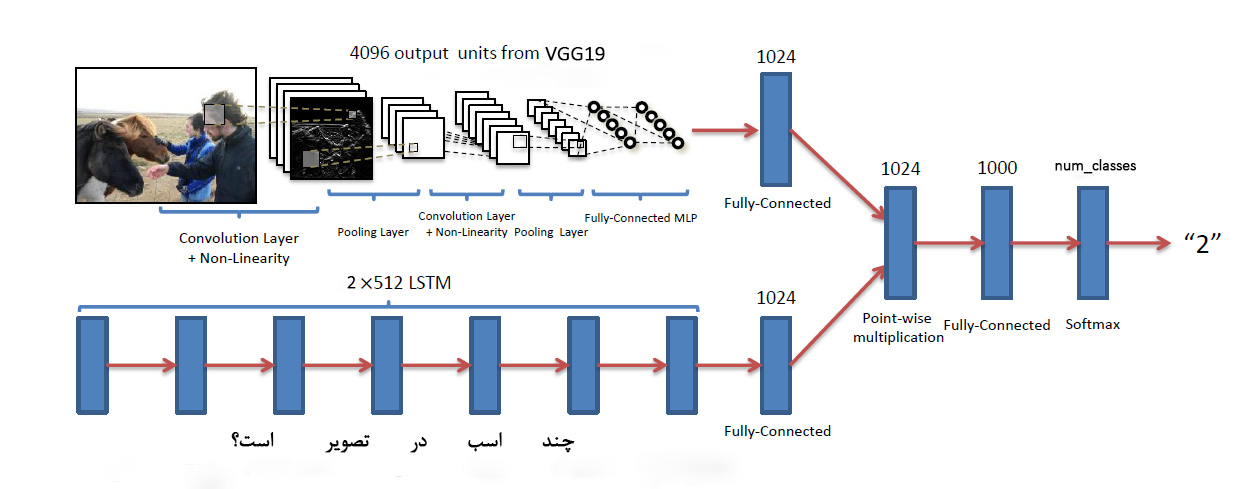 4096 output units from VGG19
Convolution Layer
+ Non-Linearity
Pooling Layer
Convolution Layer
+ Non-Linearity
Pooling Layer
Fully-Connected MLP
1024
Fully-Connected
2×512 LSTM
چند اسب در تصویر است؟
1024
Fully-Connected
1024
Point-wise
multiplication
1000
Fully-Connected
num_classes
Softmax
“2”